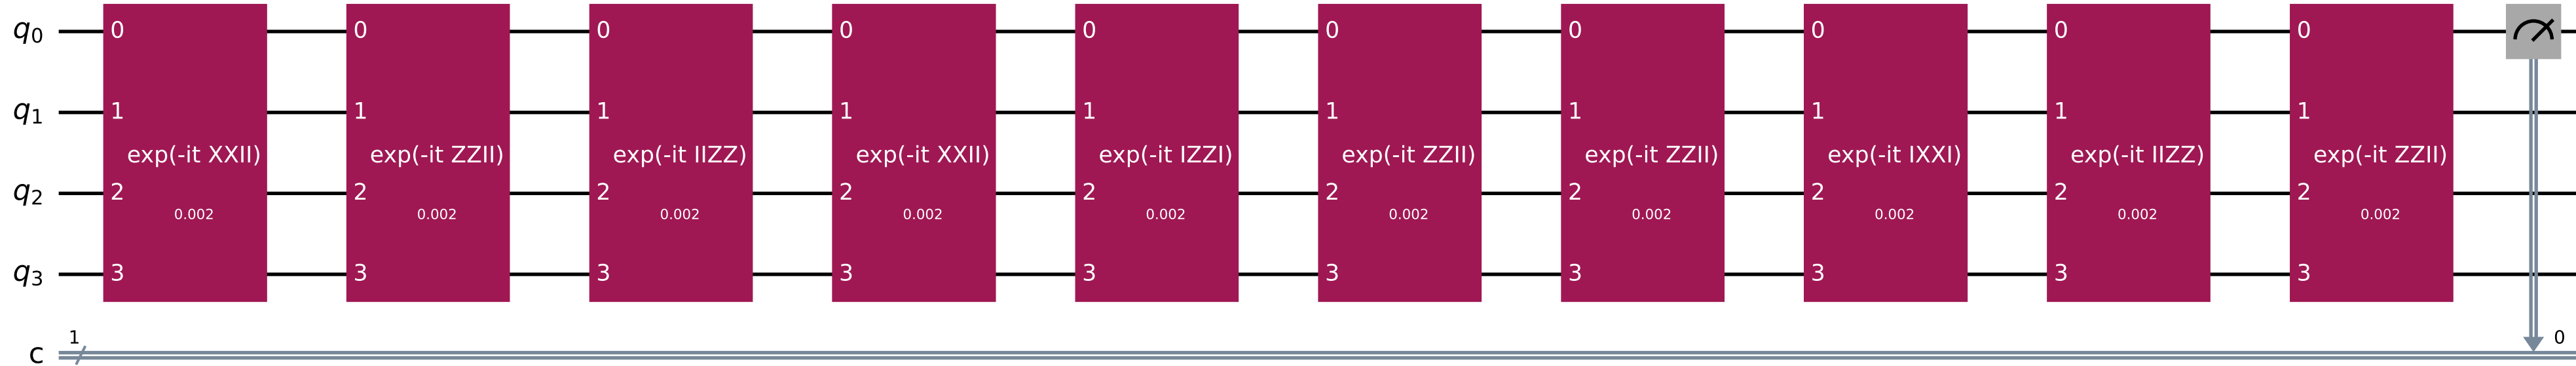 q0 0 0 0 0 0 0 0 0 0 0
q1 1 1 1 1 1 1 1 1 1 1
exp(-it XXII) exp(-it ZZII) exp(-it IIZZ) exp(-it XXII) exp(-it IZZI) exp(-it ZZII) exp(-it ZZII) exp(-it IXXI) exp(-it IIZZ) exp(-it ZZII)
q2 2 2 2 2 2 2 2 2 2 2
0.002 0.002 0.002 0.002 0.002 0.002 0.002 0.002 0.002 0.002
q3 3 3 3 3 3 3 3 3 3 3
1 0
c